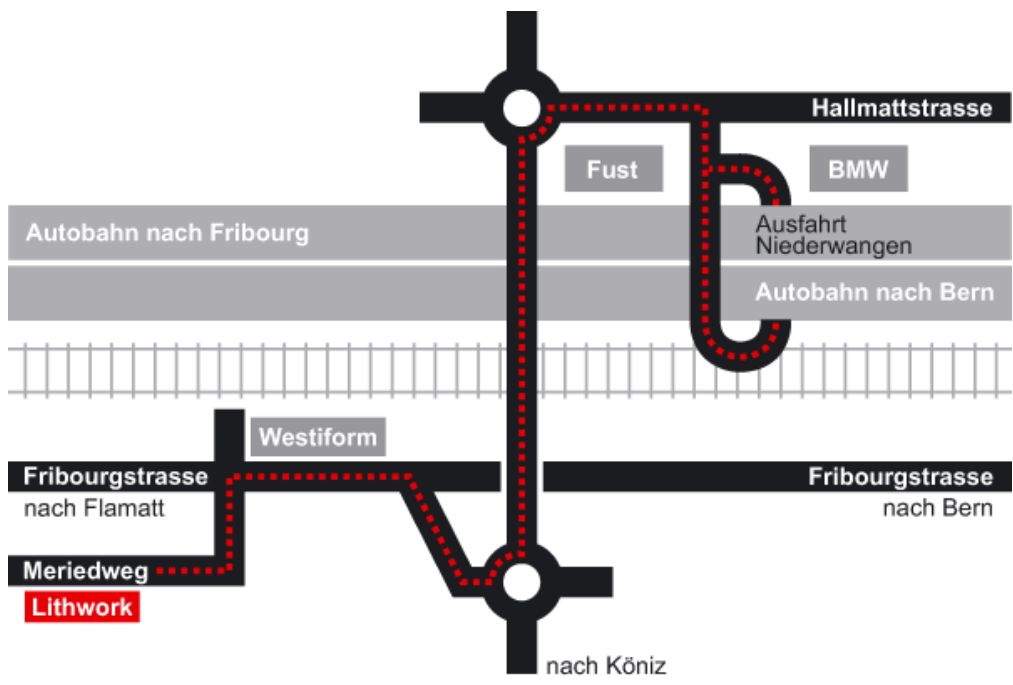 Hallmattstrasse
Fust
BMW
Autobahn nach Fribourg
Ausfahrt
Niederwangen
Autobahn nach Bern
Westiform
Fribourgstrasse
nach Flamatt
Fribourgstrasse
nach Bern
Meriedweg
Lithwork
nach Köniz